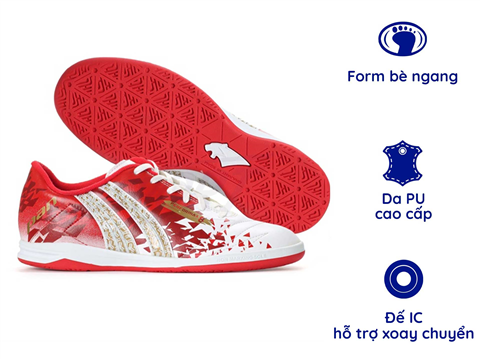 Form bè ngang
Da PU
cao cấp
Đế IC
hỗ trợ xoay chuyển